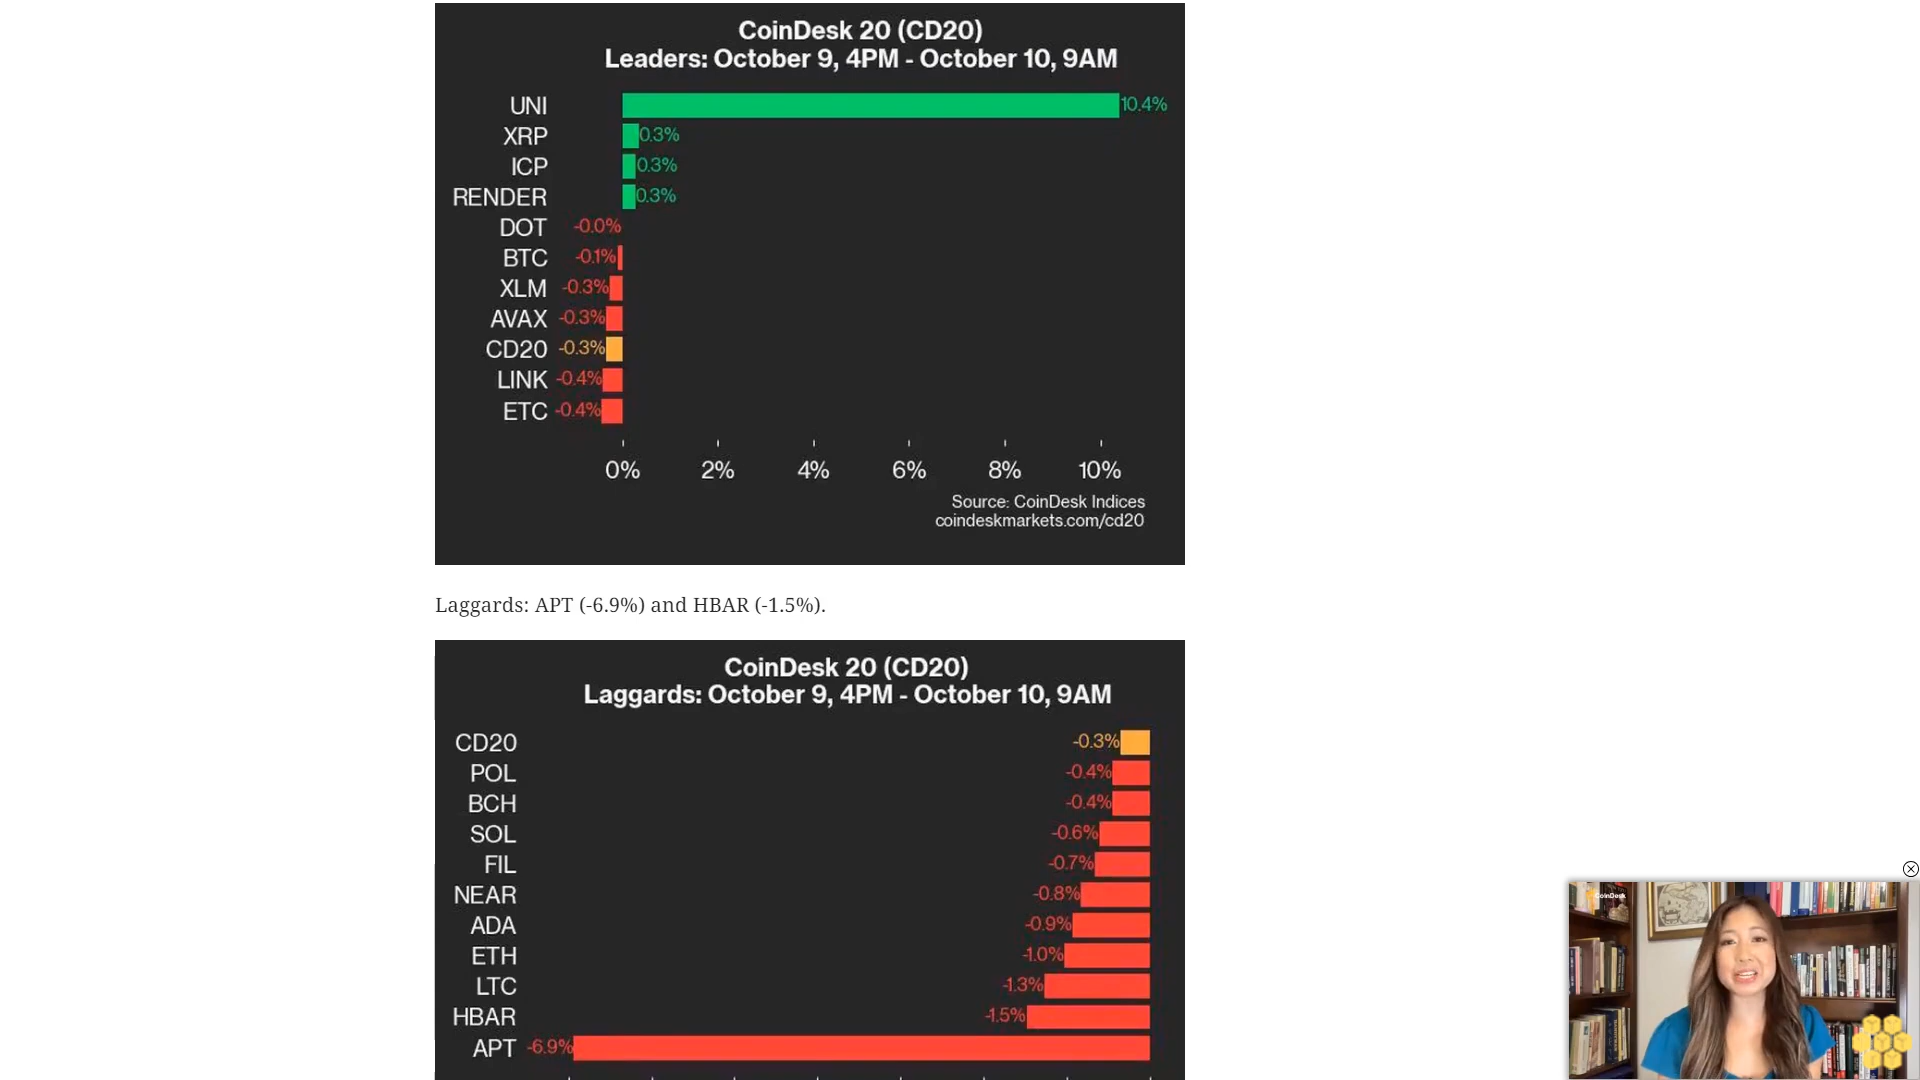 CoinDesk 20 (CD20)
Leaders: October 9, 4PM - October 10, 9AM
UNI 10.4%
XRP 0.3%
ICP 0.3%
RENDER 0.3%
DOT -0.0%
BTC -0.1%
XLM -0.3%
AVAX -0.3%
CD20 -0.3%
LINK -0.4%
ETC -0.4%
0% 2% 4% 6% 8% 10%
Source: CoinDesk Indices
coindeskmarkets.com/cd20
Laggards: APT (-6.9%) and HBAR (-1.5%).
CoinDesk 20 (CD20)
Laggards: October 9, 4PM - October 10, 9AM
CD20 -0.3%
POL -0.4%
BCH -0.4%
SOL -0.6%
FIL -0.7%
NEAR -0.8%
ADA -0.9%
ETH -1.0%
LTC -1.3%
HBAR -1.5%
APT -6.9%
CoinDesk